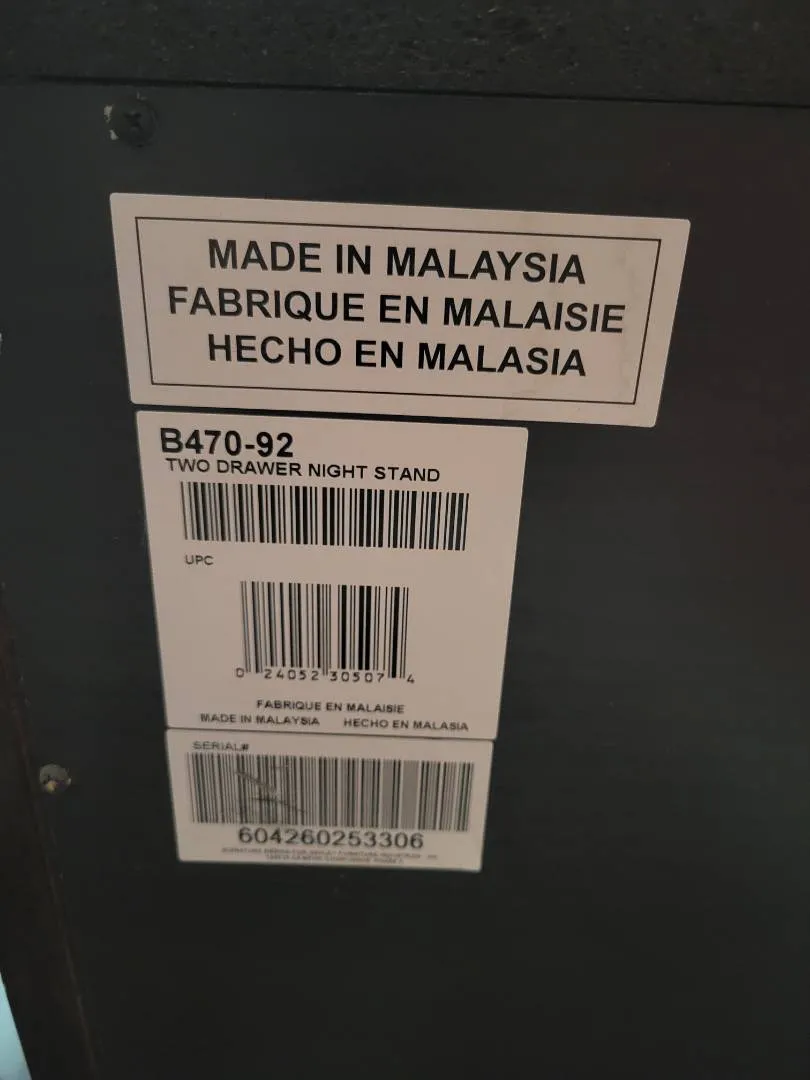 MADE IN MALAYSIA
FABRIQUE EN MALAISIE
HECHO EN MALASIA
B470-92
TWO DRAWER NIGHT STAND
UPC
0 24052 30507 4
FABRIQUE EN MALAISIE
MADE IN MALAYSIA HECHO EN MALASIA
SERIAL#
604260253306